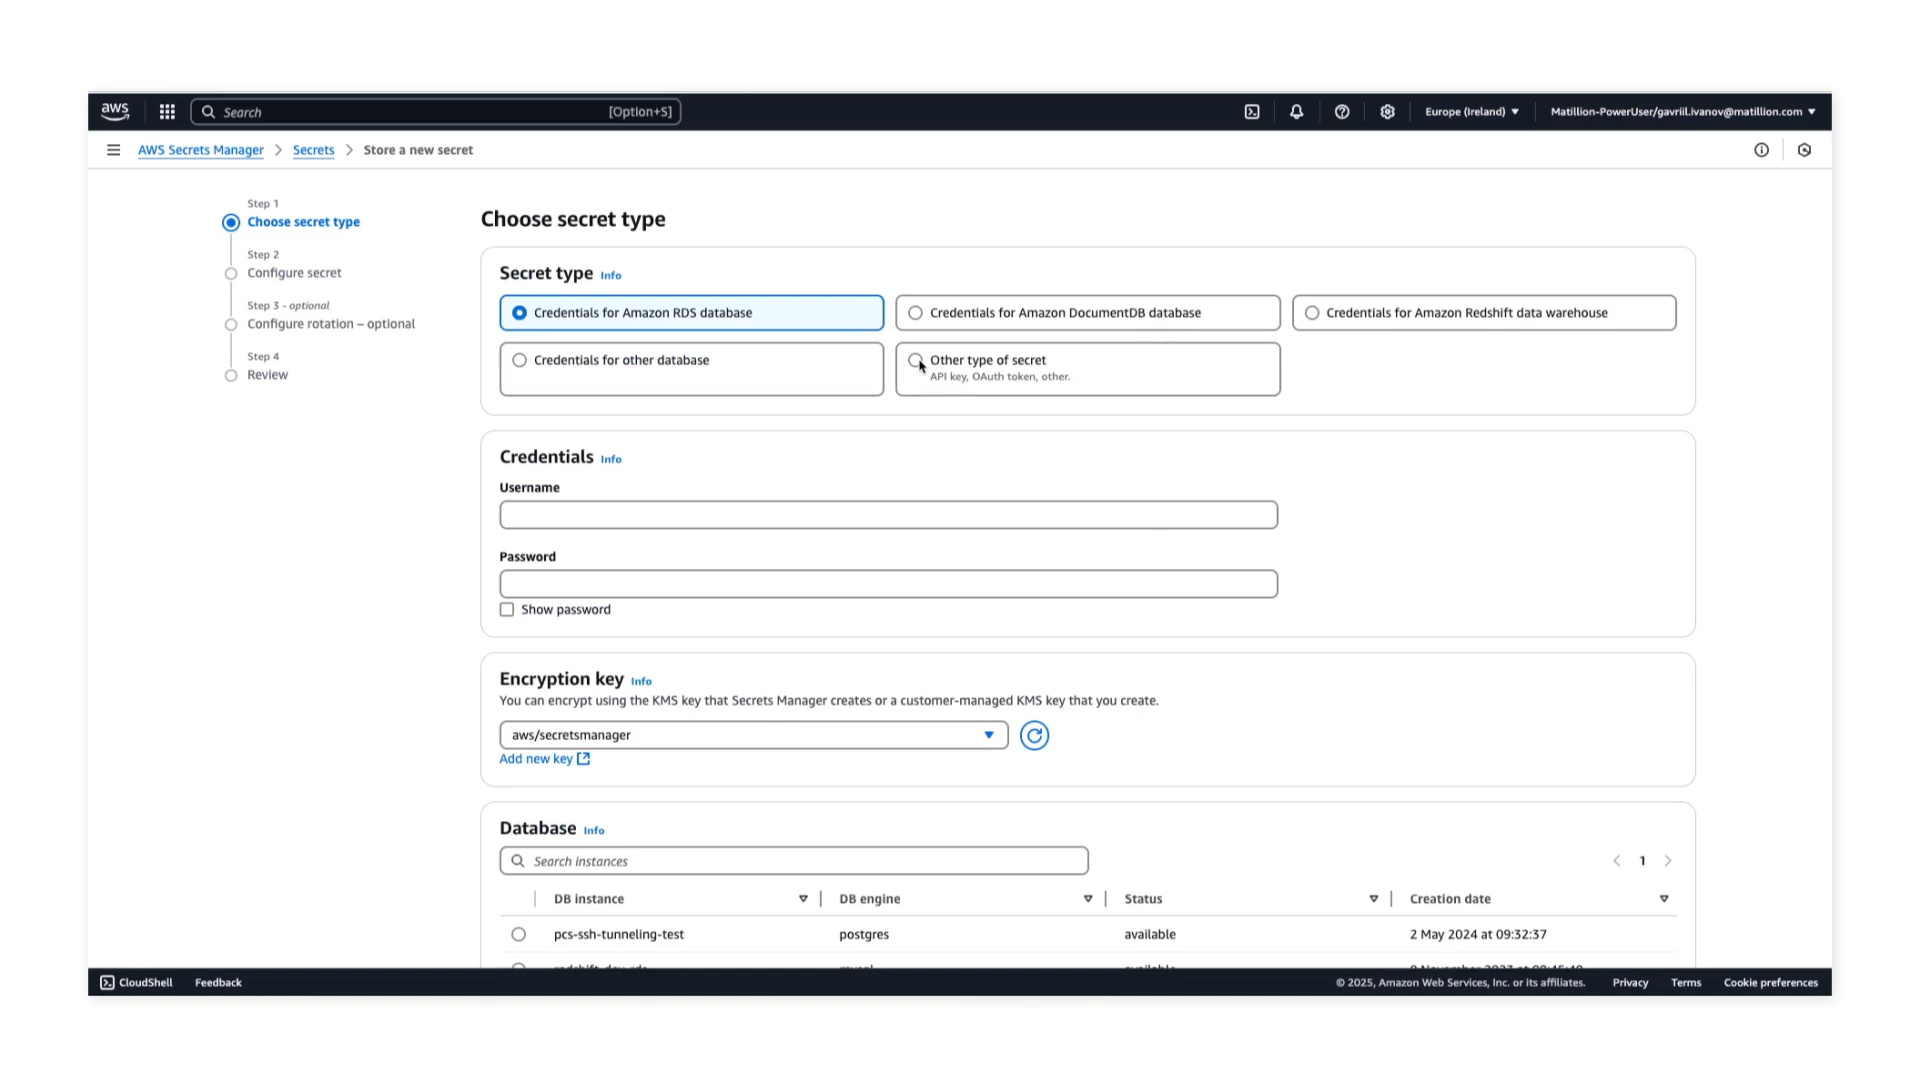 aws
Search [Option+S]
Europe (Ireland)
Matillion-PowerUser/gavriil.ivanov@matillion.com
AWS Secrets Manager > Secrets > Store a new secret
Step 1
Choose secret type
Step 2
Configure secret
Step 3 - optional
Configure rotation – optional
Step 4
Review
Choose secret type
Secret type Info
Credentials for Amazon RDS database
Credentials for Amazon DocumentDB database
Credentials for Amazon Redshift data warehouse
Credentials for other database
Other type of secret
API key, OAuth token, other.
Credentials Info
Username
Password
Show password
Encryption key Info
You can encrypt using the KMS key that Secrets Manager creates or a customer-managed KMS key that you create.
aws/secretsmanager
Add new key
Database Info
Search instances
1
DB instance DB engine Status Creation date
pcs-ssh-tunneling-test postgres available 2 May 2024 at 09:32:37
CloudShell Feedback
© 2025, Amazon Web Services, Inc. or its affiliates. Privacy Terms Cookie preferences